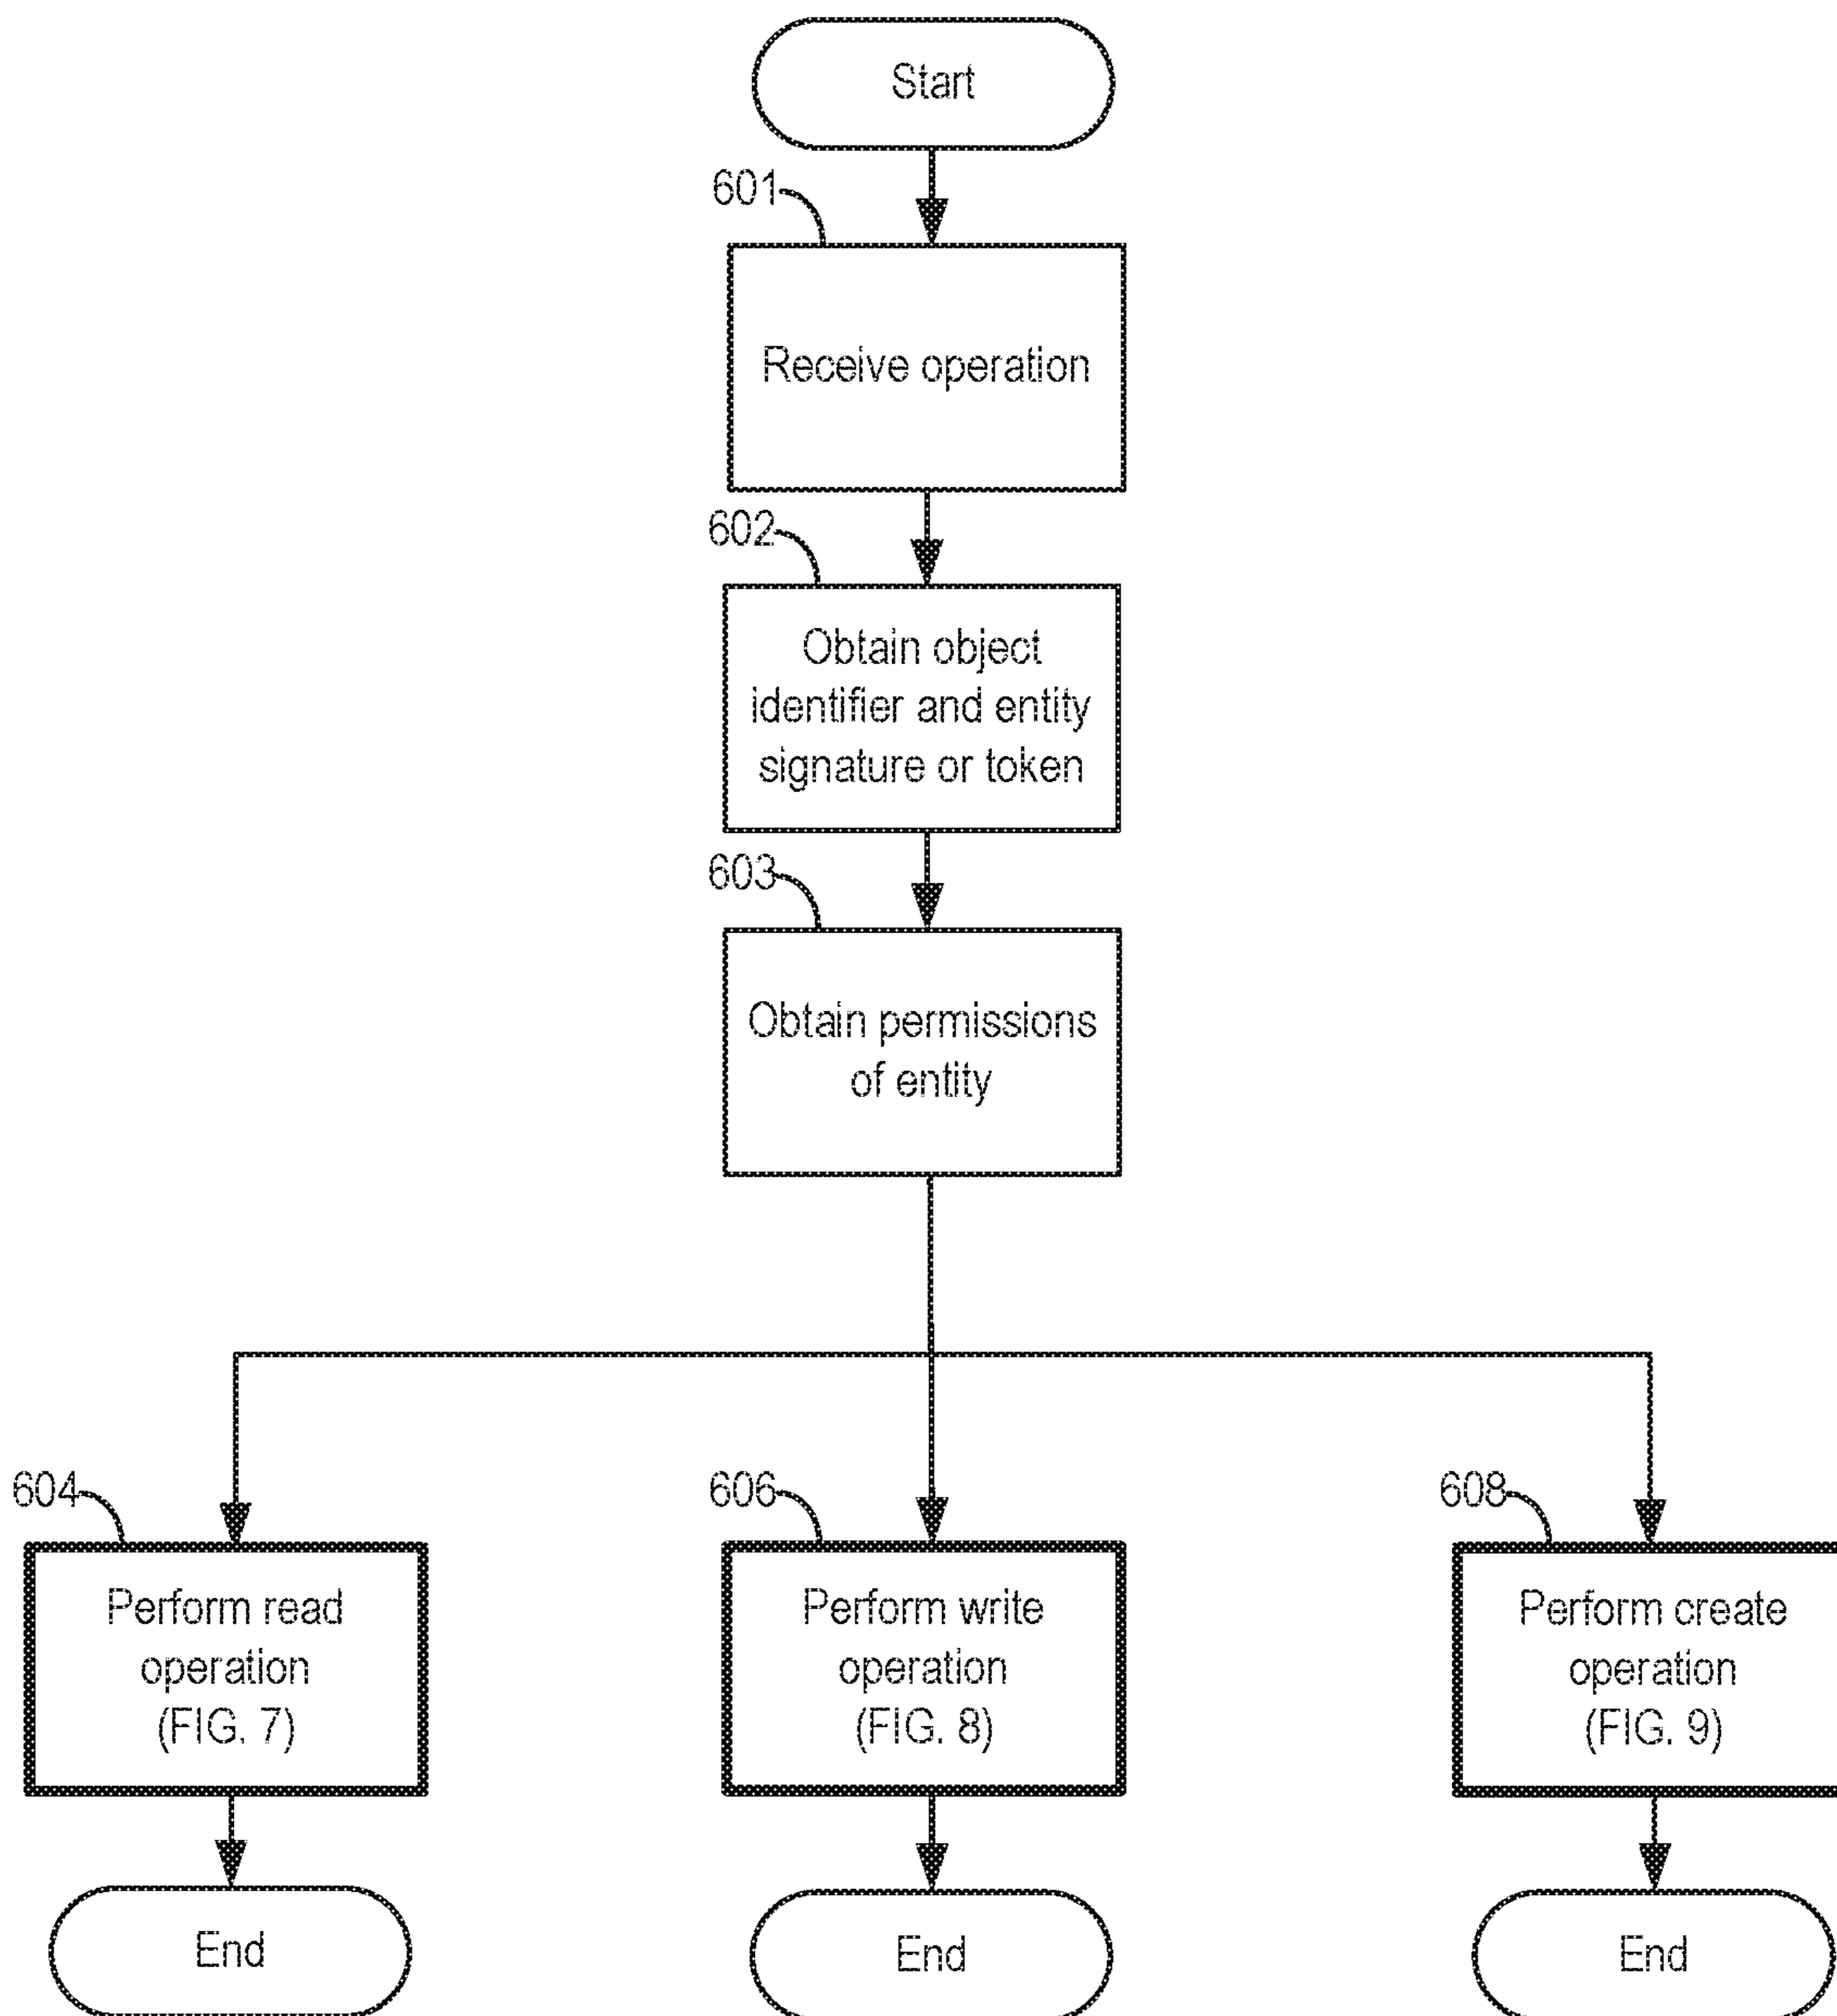 Start
601
Receive operation
602
Obtain object
identifier and entity
signature or token
603
Obtain permissions
of entity
604
Perform read
operation
(FIG. 7)
606
Perform write
operation
(FIG. 8)
608
Perform create
operation
(FIG. 9)
End
End
End